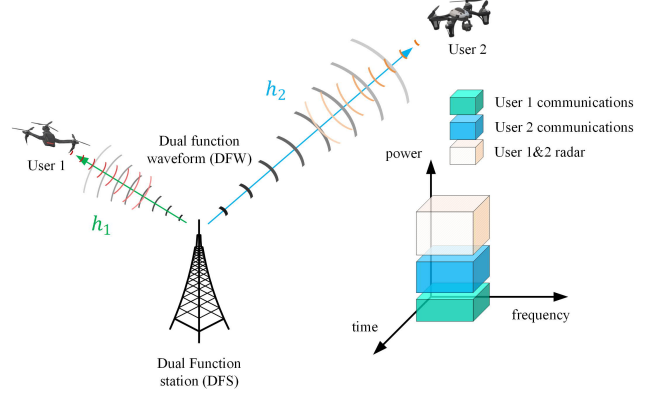 User 2
h2
User 1 communications
User 2 communications
User 1&2 radar
Dual function
waveform (DFW)
power
User 1
h1
time
frequency
Dual Function
station (DFS)